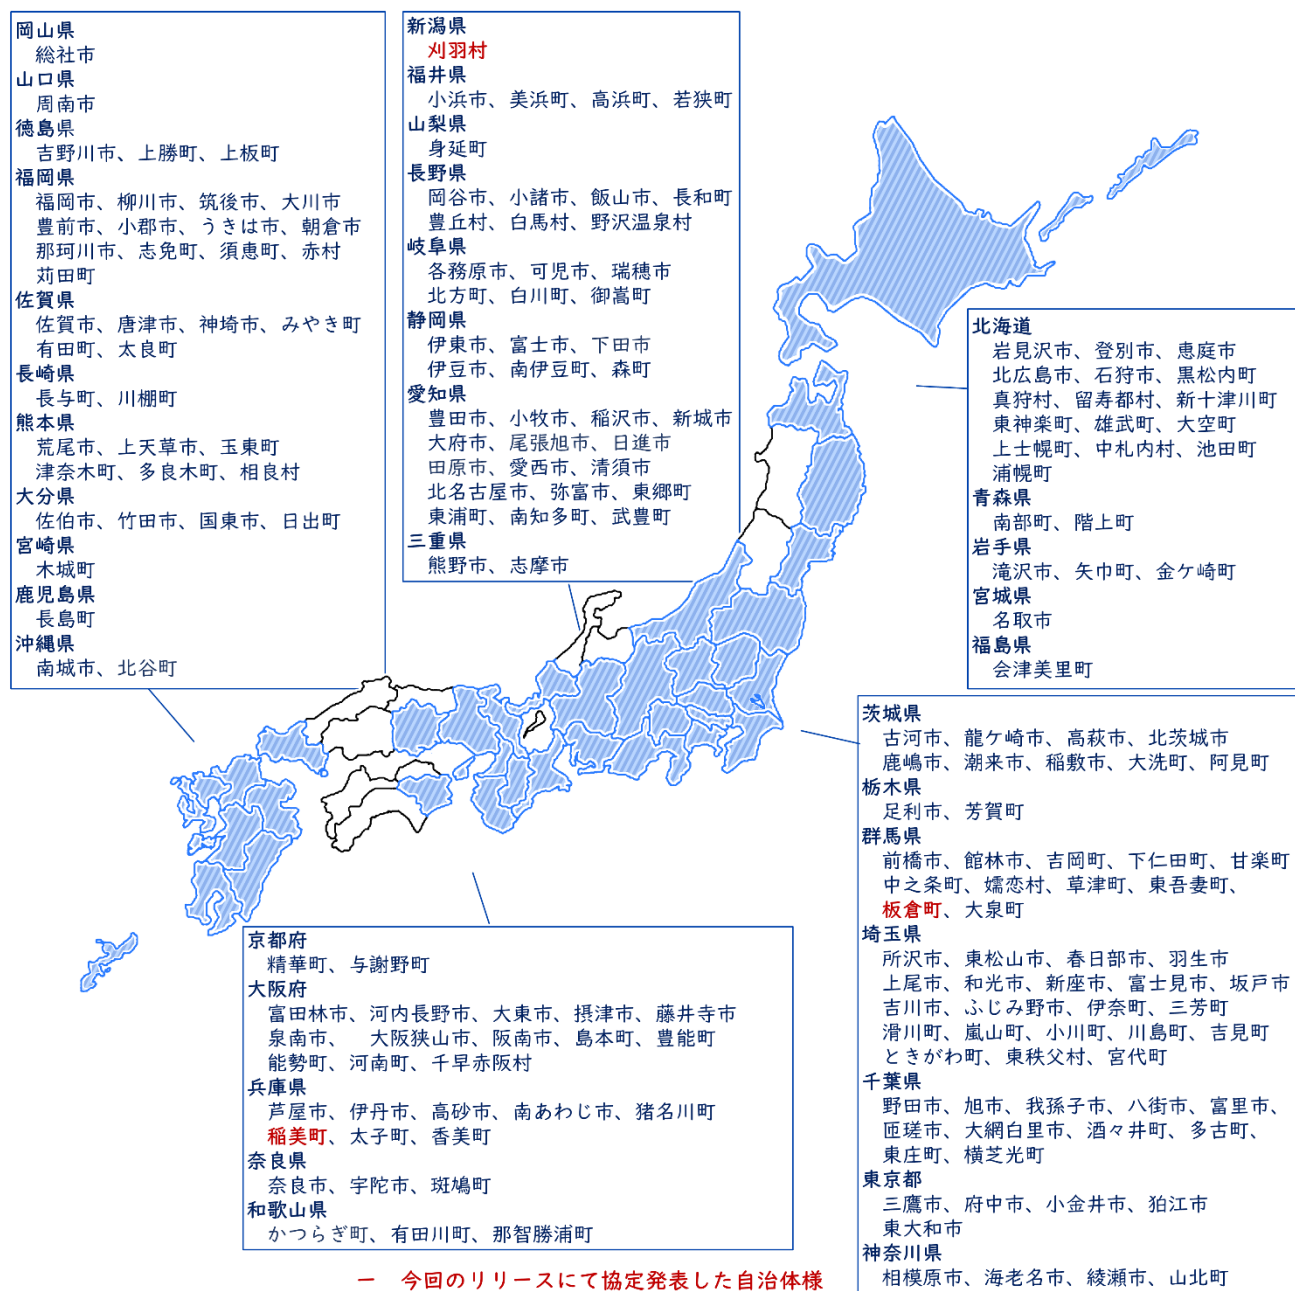 岡山県
総社市
山口県
周南市
徳島県
吉野川市、上勝町、上板町
福岡県
福岡市、柳川市、筑後市、大川市
豊前市、小郡市、うきは市、朝倉市
那珂川市、志免町、須恵町、赤村
苅田町
佐賀県
佐賀市、唐津市、神埼市、みやき町
有田町、太良町
長崎県
長与町、川棚町
熊本県
荒尾市、上天草市、玉東町
津奈木町、多良木町、相良村
大分県
佐伯市、竹田市、国東市、日出町
宮崎県
木城町
鹿児島県
長島町
沖縄県
南城市、北谷町
新潟県
刈羽村
福井県
小浜市、美浜町、高浜町、若狭町
山梨県
身延町
長野県
岡谷市、小諸市、飯山市、長和町
豊丘村、白馬村、野沢温泉村
岐阜県
各務原市、可児市、瑞穂市
北方町、白川町、御嵩町
静岡県
伊東市、富士市、下田市
伊豆市、南伊豆町、森町
愛知県
豊田市、小牧市、稲沢市、新城市
大府市、尾張旭市、日進市
田原市、愛西市、清須市
北名古屋市、弥富市、東郷町
東浦町、南知多町、武豊町
三重県
熊野市、志摩市
北海道
岩見沢市、登別市、恵庭市
北広島市、石狩市、黒松内町
真狩村、留寿都村、新十津川町
東神楽町、雄武町、大空町
上士幌町、中札内村、池田町
浦幌町
青森県
南部町、階上町
岩手県
滝沢市、矢巾町、金ケ崎町
宮城県
名取市
福島県
会津美里町
茨城県
古河市、龍ケ崎市、高萩市、北茨城市
鹿嶋市、潮来市、稲敷市、大洗町、阿見町
栃木県
足利市、芳賀町
群馬県
前橋市、館林市、吉岡町、下仁田町、甘楽町
中之条町、嬬恋村、草津町、東吾妻町、
板倉町、大泉町
埼玉県
所沢市、東松山市、春日部市、羽生市
上尾市、和光市、新座市、富士見市、坂戸市
吉川市、ふじみ野市、伊奈町、三芳町
滑川町、嵐山町、小川町、川島町、吉見町
ときがわ町、東秩父村、宮代町
千葉県
野田市、旭市、我孫子市、八街市、富里市、
匝瑳市、大網白里市、酒々井町、多古町、
東庄町、横芝光町
東京都
三鷹市、府中市、小金井市、狛江市
東大和市
神奈川県
相模原市、海老名市、綾瀬市、山北町
京都府
精華町、与謝野町
大阪府
富田林市、河内長野市、大東市、摂津市、藤井寺市
泉南市、　大阪狭山市、阪南市、島本町、豊能町
能勢町、河南町、千早赤阪村
兵庫県
芦屋市、伊丹市、高砂市、南あわじ市、猪名川町
稲美町、太子町、香美町
奈良県
奈良市、宇陀市、斑鳩町
和歌山県
かつらぎ町、有田川町、那智勝浦町
ー　今回のリリースにて協定発表した自治体様